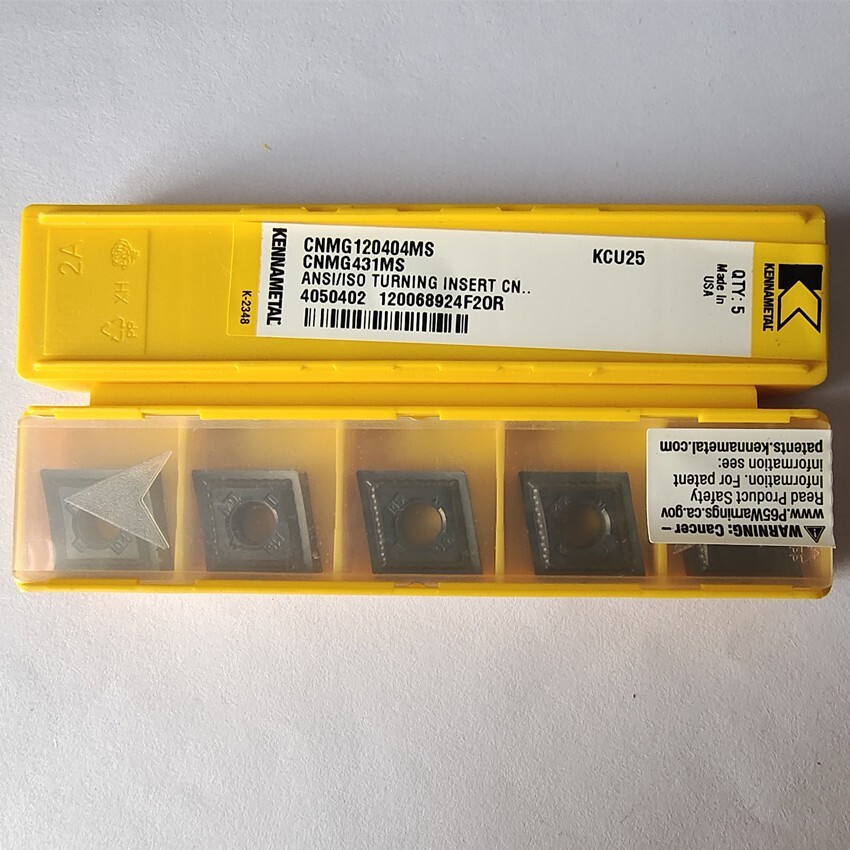 2A
XH
KENNAMETAL
K-2348
CNMG120404MS
CNMG431MS
ANSI/ISO TURNING INSERT CN..
4050402 120068924F20R
KCU25
QTY: 5
Made In
USA
KENNAMETAL
WARNING: Cancer –
www.P65Warnings.ca.gov
Read Product Safety
Information. For patent
information see:
patents.kennametal.com